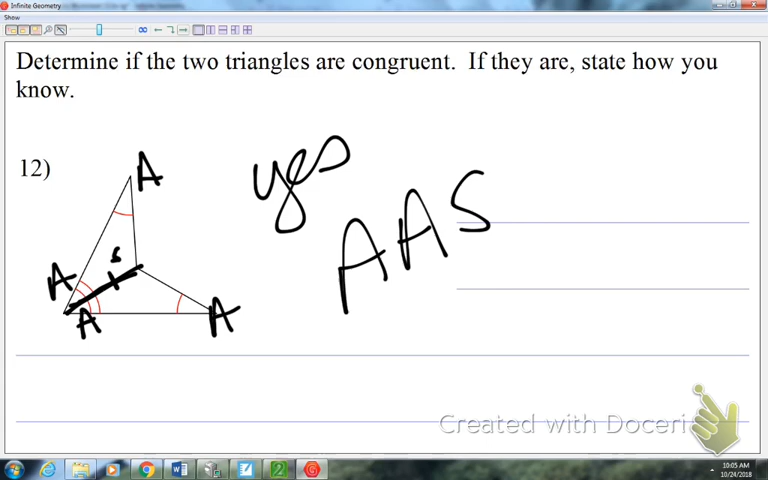 Infinite Geometry
Show
Determine if the two triangles are congruent.  If they are, state how you
know.
12)
A
yes
AAS
s
A
A
A
Created with Doceri
10:05 AM
10/24/2018